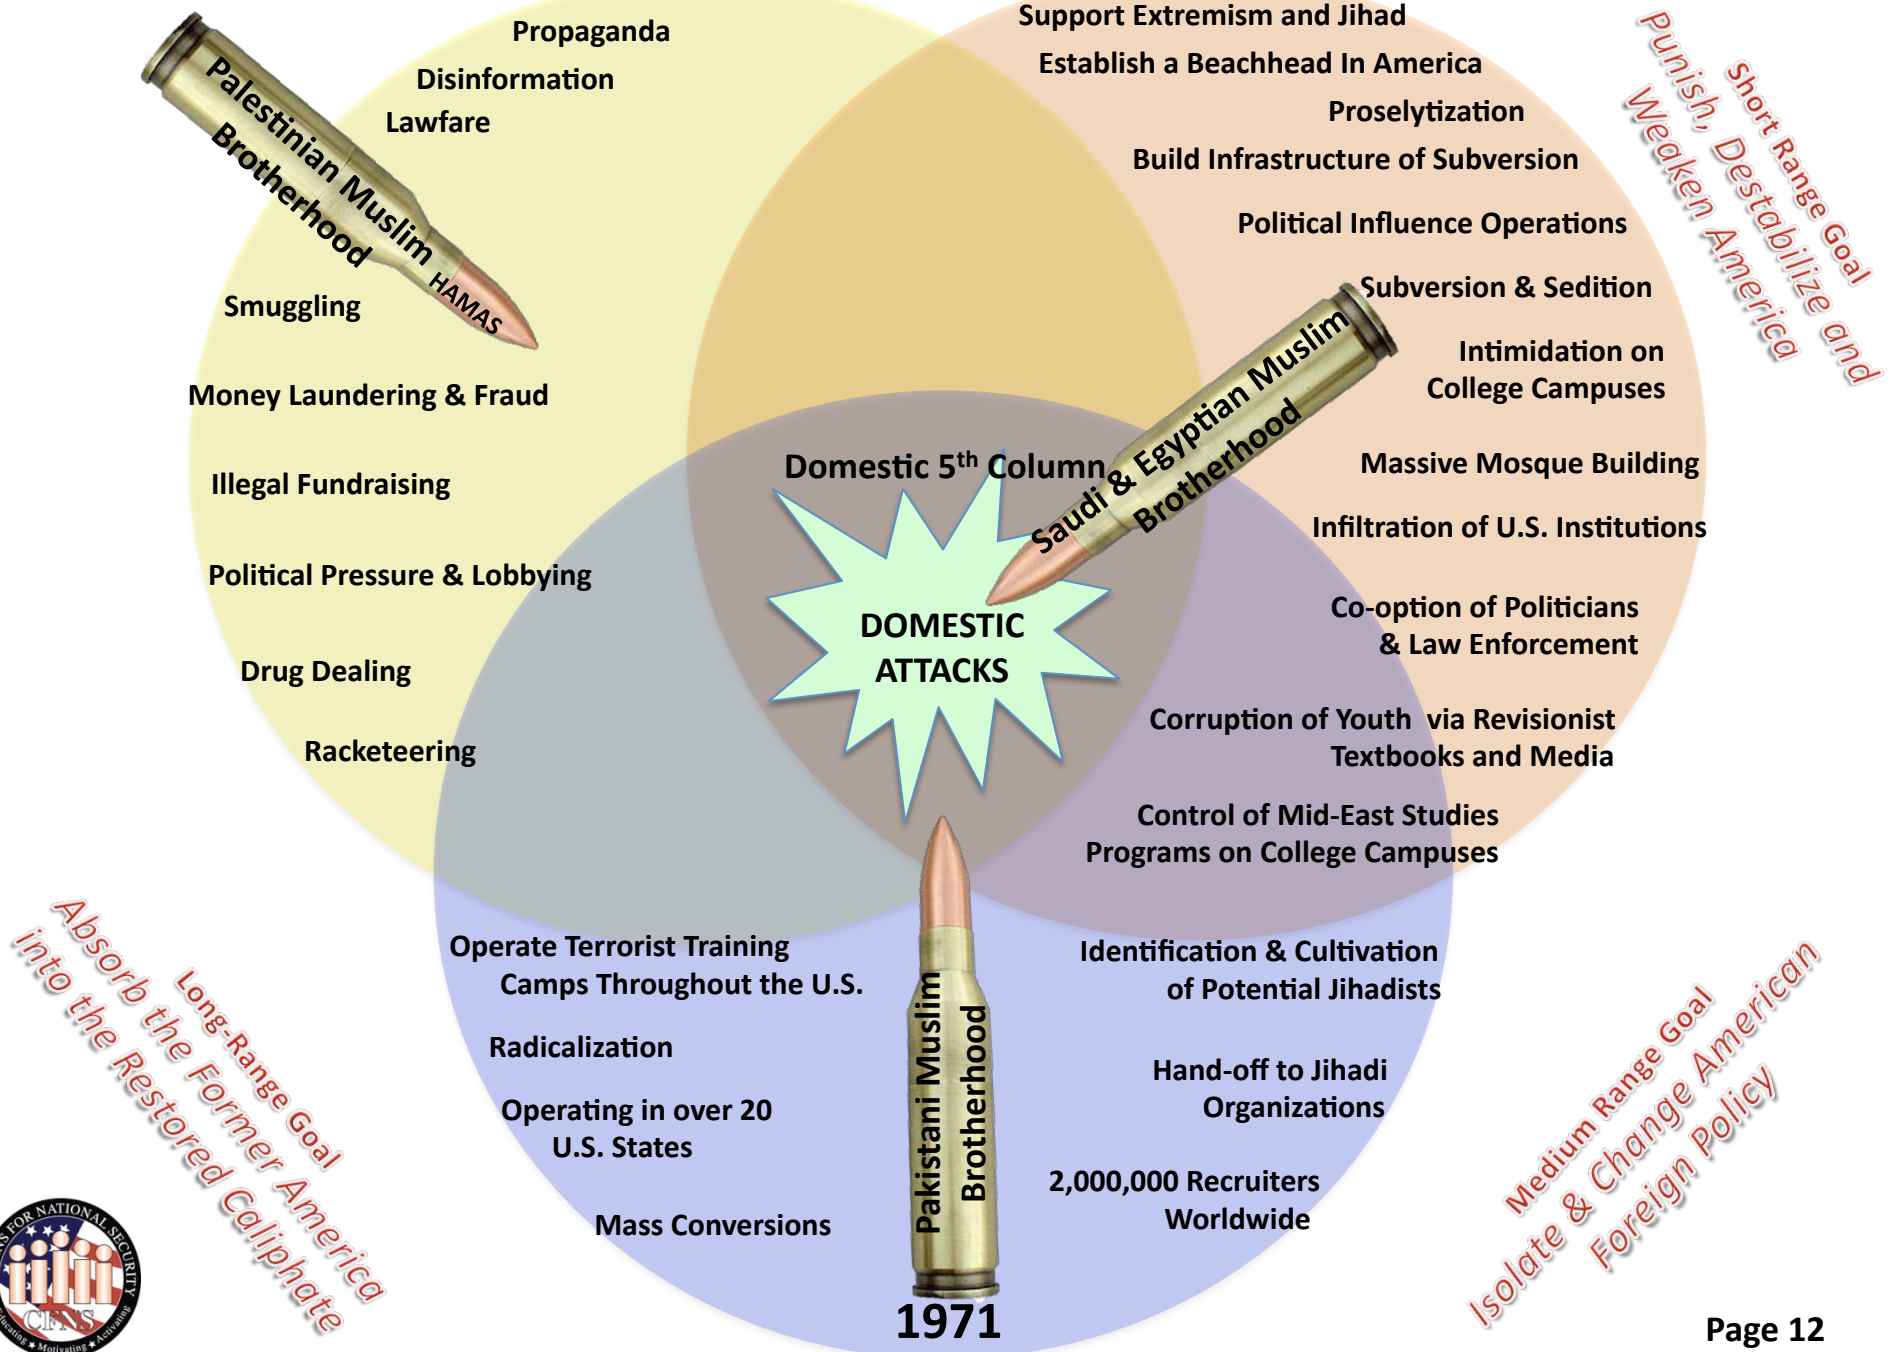 Propaganda
Disinformation
Lawfare
Palestinian Muslim
Brotherhood
HAMAS
Smuggling
Money Laundering & Fraud
Illegal Fundraising
Political Pressure & Lobbying
Drug Dealing
Racketeering
Support Extremism and Jihad
Establish a Beachhead In America
Proselytization
Build Infrastructure of Subversion
Political Influence Operations
Subversion & Sedition
Intimidation on
College Campuses
Massive Mosque Building
Infiltration of U.S. Institutions
Co-option of Politicians
& Law Enforcement
Corruption of Youth via Revisionist
Textbooks and Media
Control of Mid-East Studies
Programs on College Campuses
Saudi & Egyptian Muslim
Brotherhood
Short Range Goal
Punish, Destabilize and
Weaken America
Domestic 5th Column
DOMESTIC
ATTACKS
Operate Terrorist Training
Camps Throughout the U.S.
Radicalization
Operating in over 20
U.S. States
Mass Conversions
Pakistani Muslim
Brotherhood
1971
Identification & Cultivation
of Potential Jihadists
Hand-off to Jihadi
Organizations
2,000,000 Recruiters
Worldwide
Long-Range Goal
Absorb the Former America
into the Restored Caliphate
Medium Range Goal
Isolate & Change American
Foreign Policy
FOR NATIONAL SECURITY
CFNS
Motivating ★ Activating
Page 12